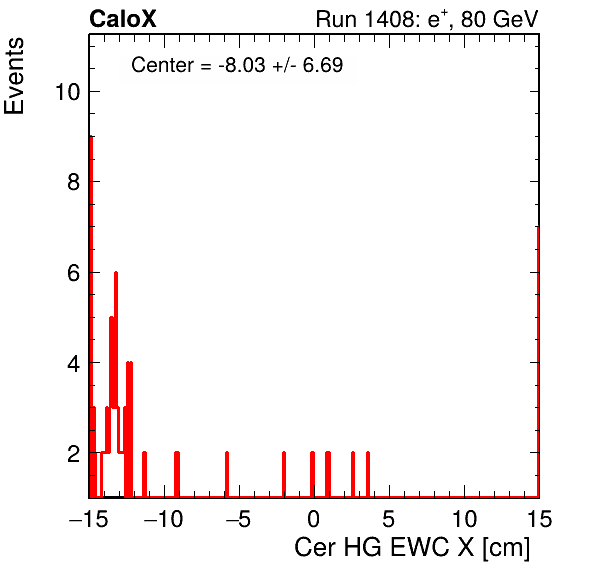 CaloX
Run 1408: e+, 80 GeV
Center = -8.03 +/- 6.69
Events
10
8
6
4
2
−15 −10 −5 0 5 10 15
Cer HG EWC X [cm]